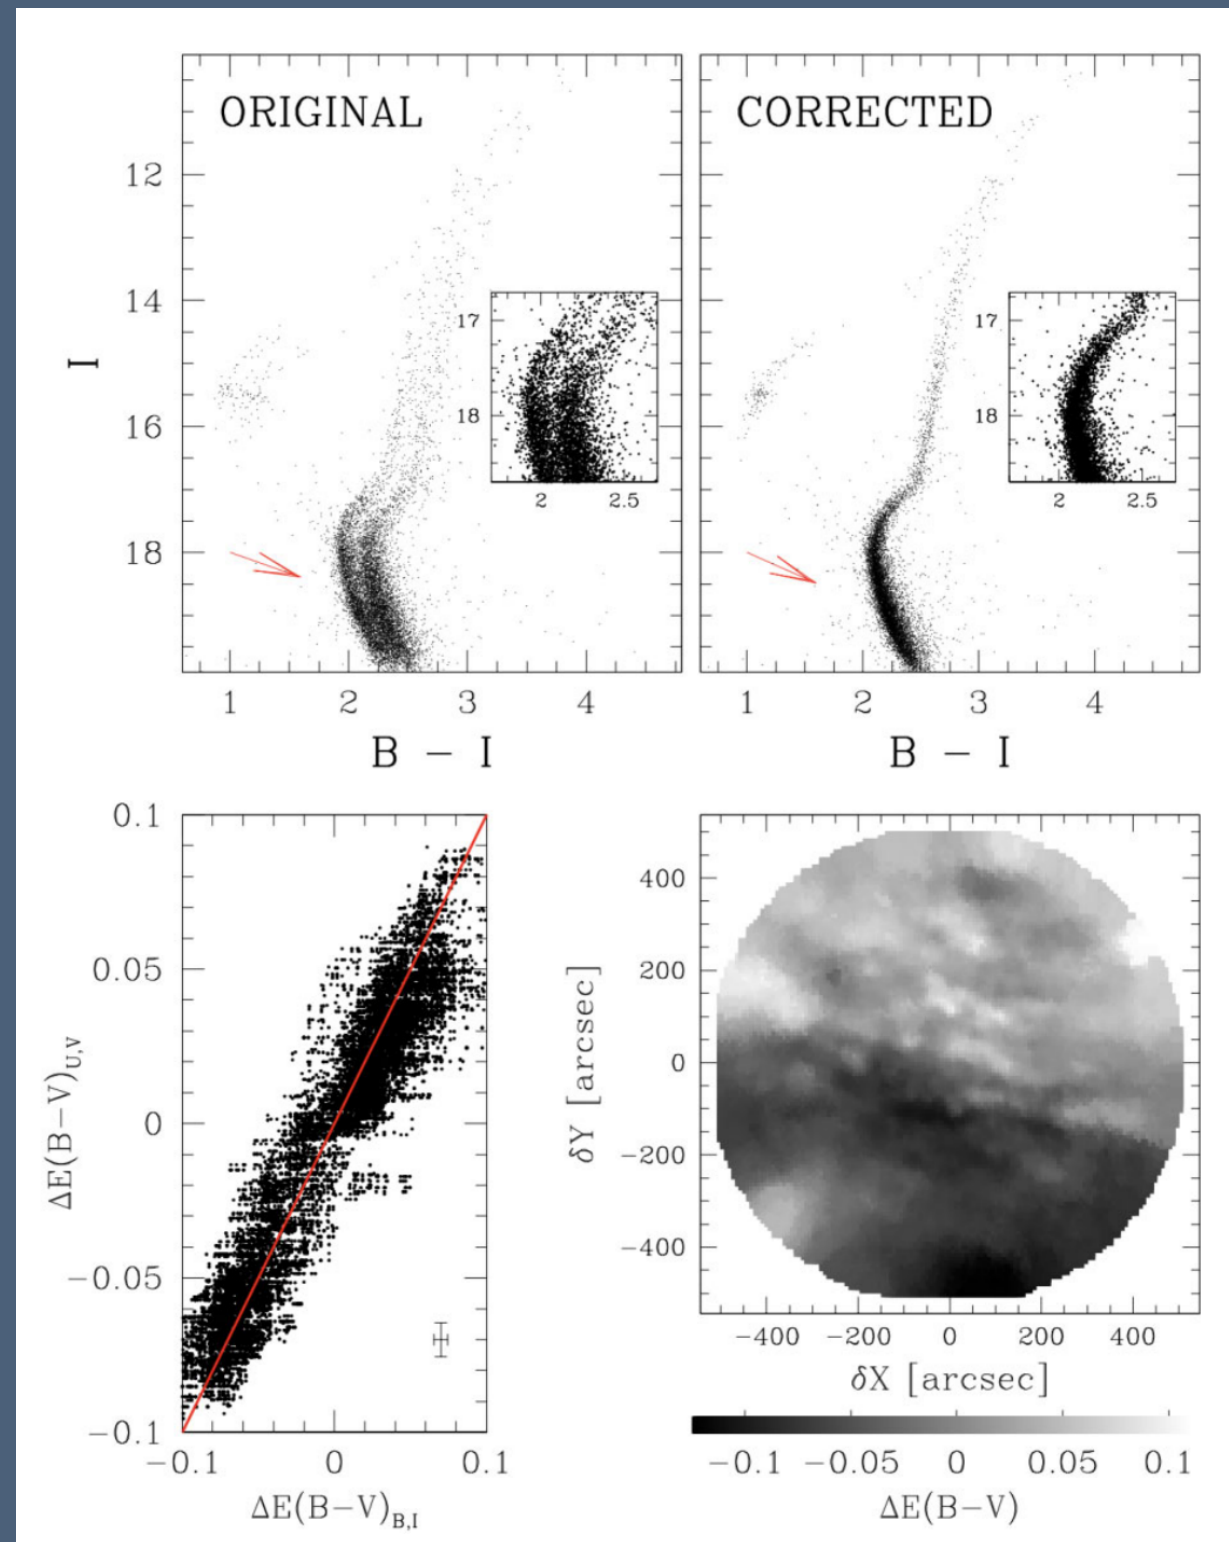 ORIGINAL
CORRECTED
12
14
16
18
I
17
18
2 2.5
17
18
2 2.5
1 2 3 4
1 2 3 4
B − I
B − I
0.1
0.05
0
−0.05
−0.1
ΔE(B−V)U,V
−0.1 0 0.1
ΔE(B−V)B,I
400
200
0
−200
−400
δY [arcsec]
−400 −200 0 200 400
δX [arcsec]
−0.1 −0.05 0 0.05 0.1
ΔE(B−V)